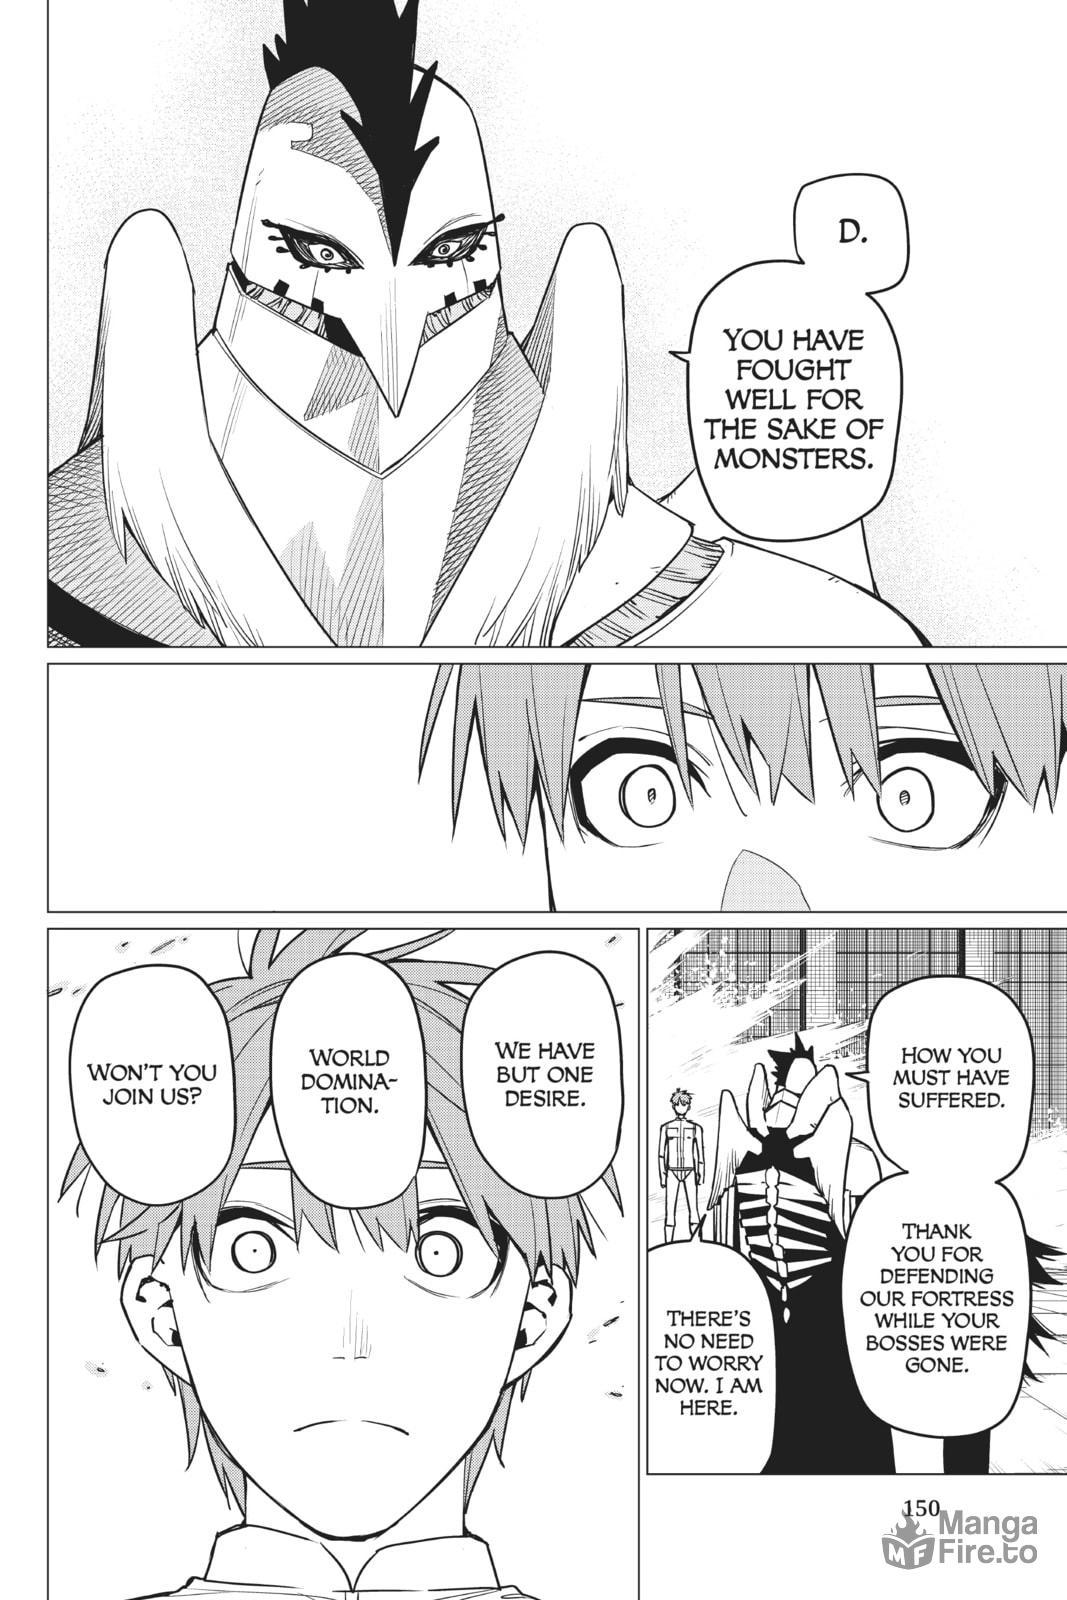 D.
YOU HAVE
FOUGHT
WELL FOR
THE SAKE OF
MONSTERS.
HOW YOU
MUST HAVE
SUFFERED.
THANK
YOU FOR
DEFENDING
OUR FORTRESS
WHILE YOUR
BOSSES WERE
GONE.
THERE'S
NO NEED
TO WORRY
NOW. I AM
HERE.
WE HAVE
BUT ONE
DESIRE.
WORLD
DOMINA-
TION.
WON'T YOU
JOIN US?
150
MF
Manga
Fire.to